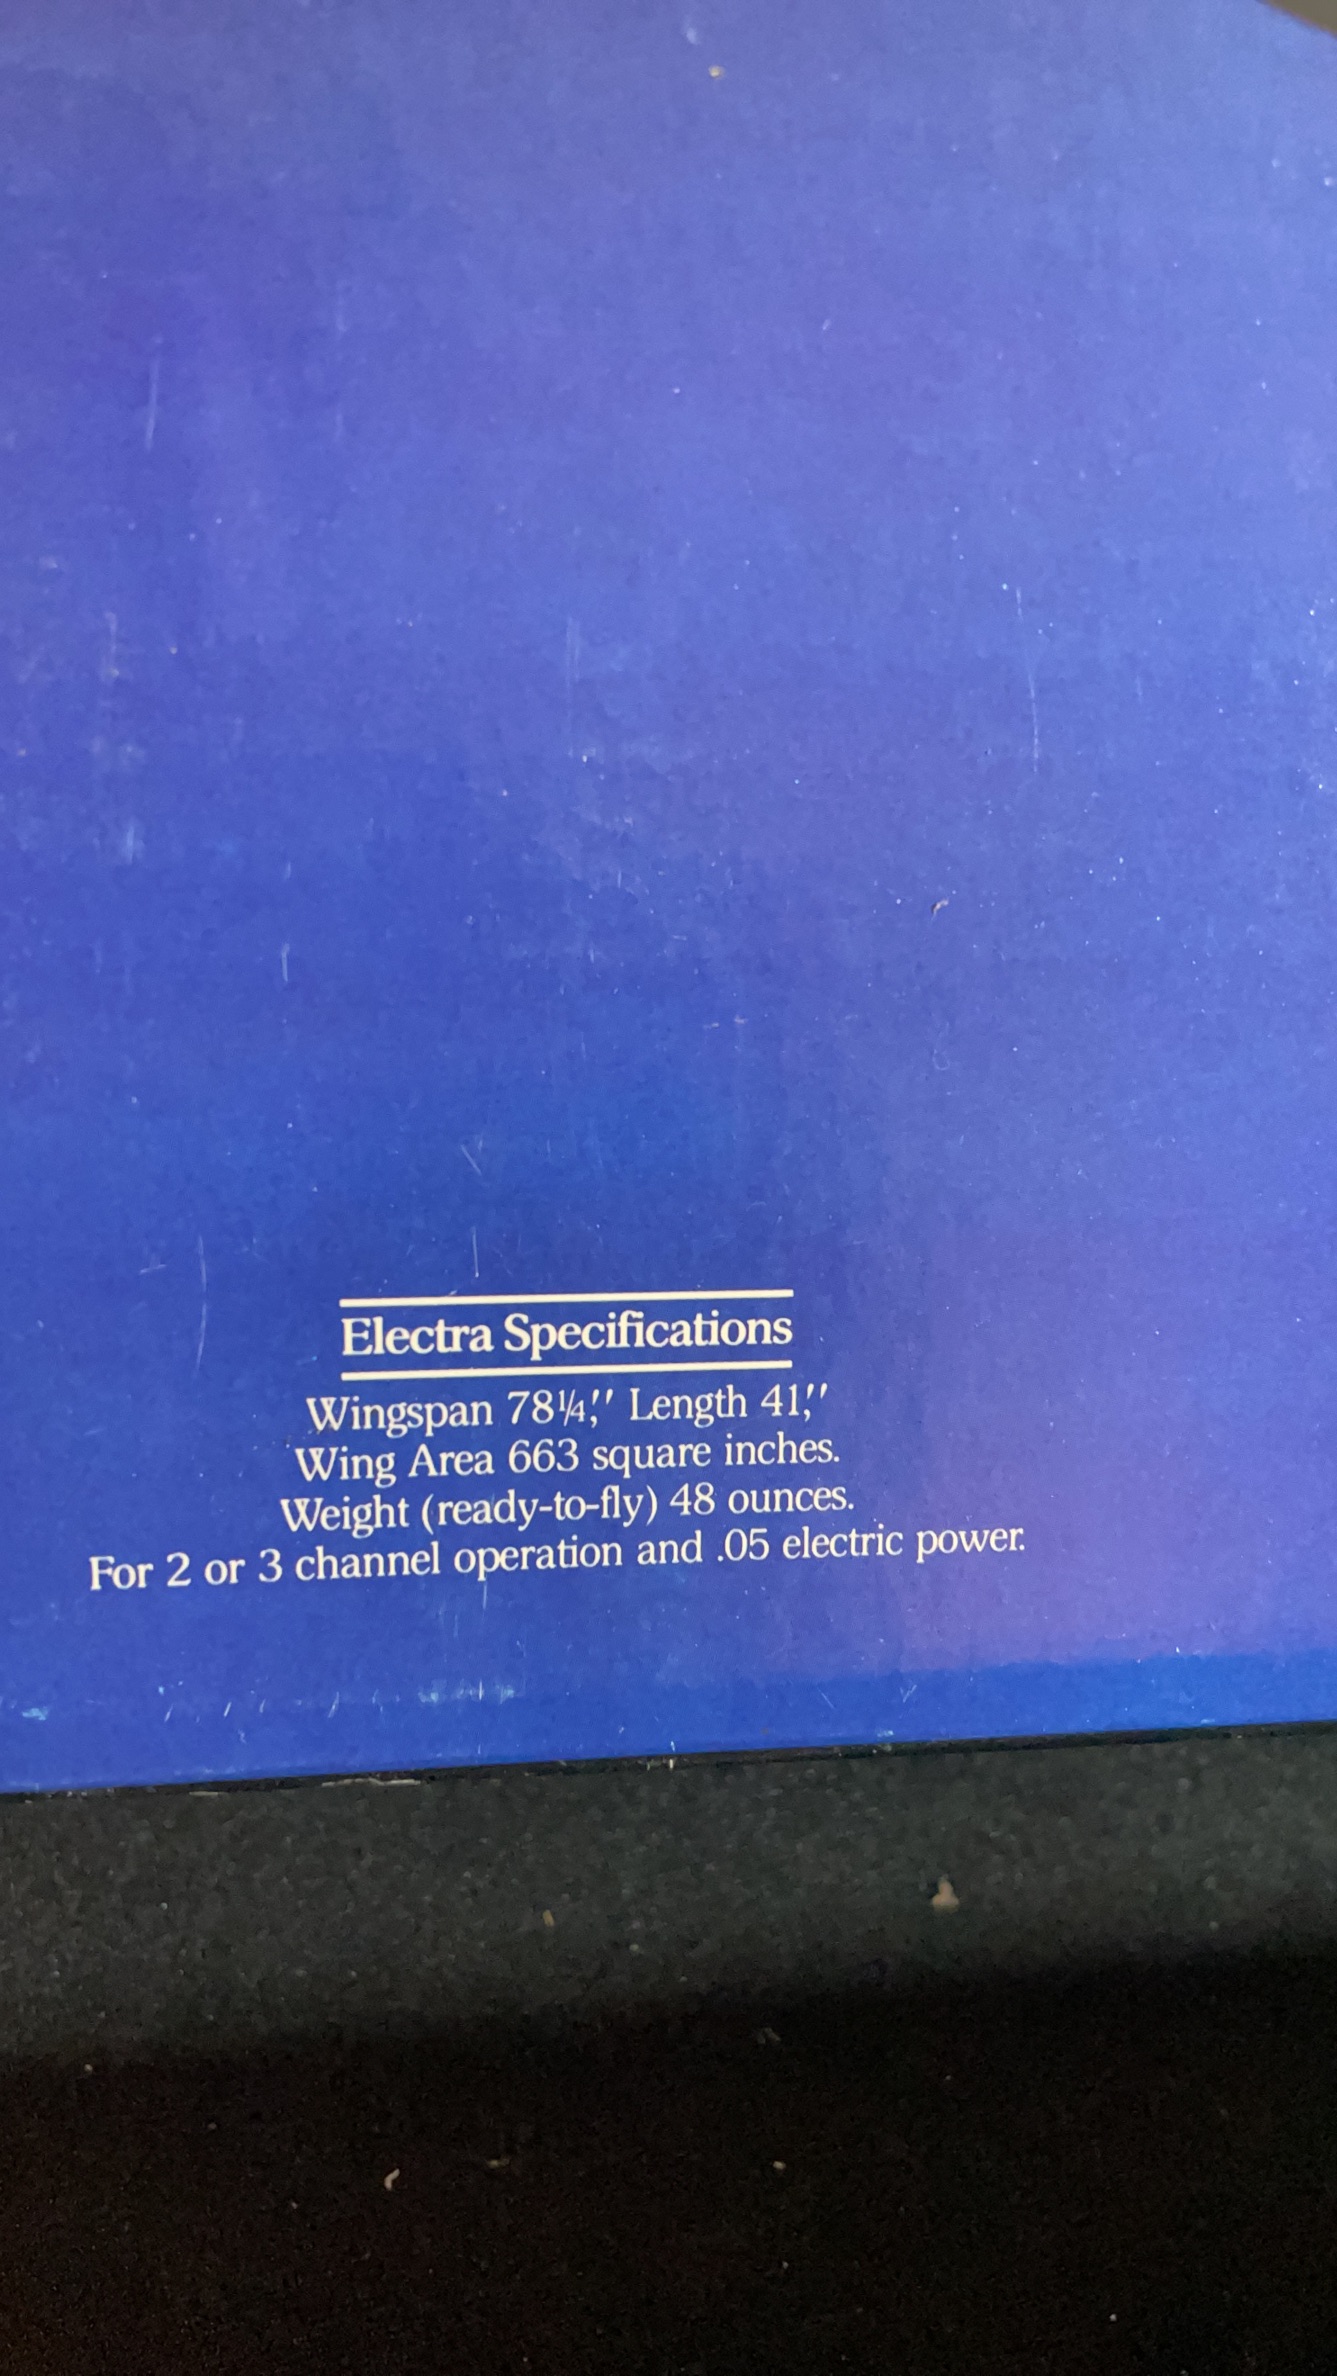 Electra Specifications
Wingspan 78¼," Length 41,"
Wing Area 663 square inches.
Weight (ready-to-fly) 48 ounces.
For 2 or 3 channel operation and .05 electric power.